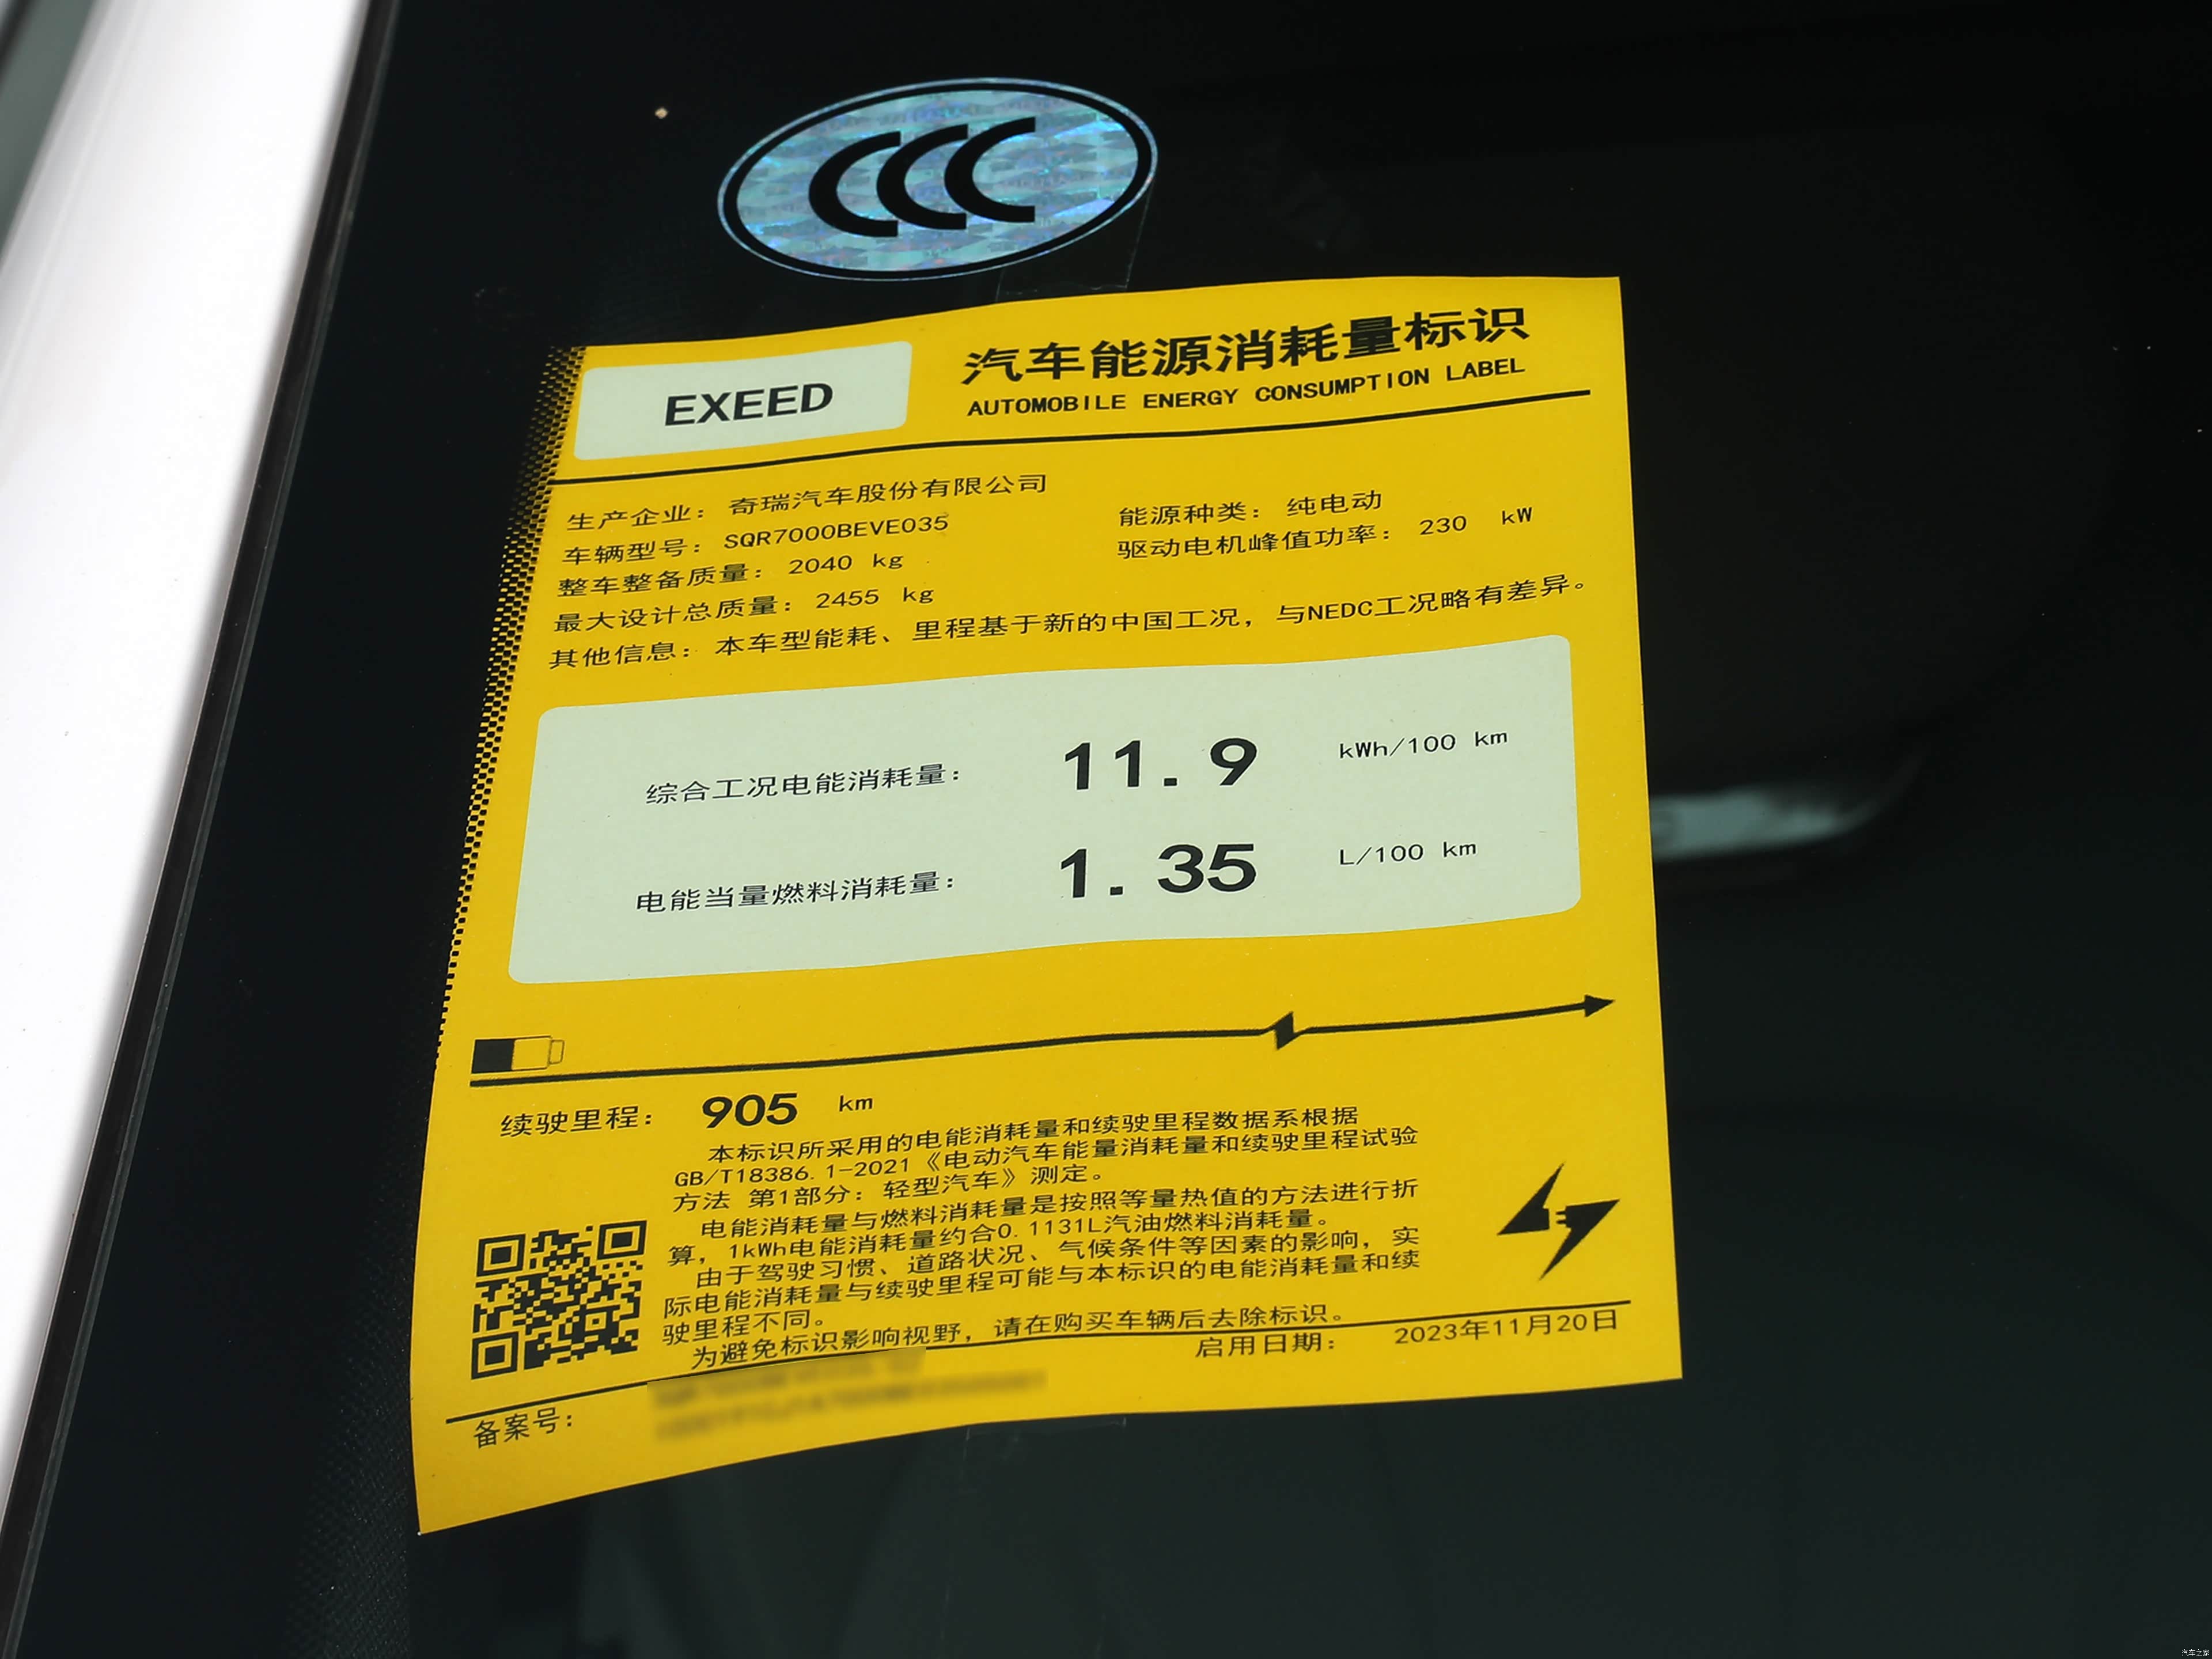 CCC
EXEED
汽车能源消耗量标识
AUTOMOBILE ENERGY CONSUMPTION LABEL
生产企业：奇瑞汽车股份有限公司
能源种类：纯电动
车辆型号：SQR7000BEVE035
驱动电机峰值功率：230 kW
整车整备质量：2040 kg
最大设计总质量：2455 kg
其他信息：本车型能耗、里程基于新的中国工况，与NEDC工况略有差异。
综合工况电能消耗量：11.9 kWh/100 km
电能当量燃料消耗量：1.35 L/100 km
续驶里程：905 km
本标识所采用的电能消耗量和续驶里程数据系根据
GB/T18386.1-2021《电动汽车能量消耗量和续驶里程试验
方法 第1部分：轻型汽车》测定。
电能消耗量与燃料消耗量是按照等量热值的方法进行折
算，1kWh电能消耗量约合0.1131L汽油燃料消耗量。
由于驾驶习惯、道路状况、气候条件等因素的影响，实
际电能消耗量与续驶里程可能与本标识的电能消耗量和续
驶里程不同。
为避免标识影响视野，请在购买车辆后去除标识。
启用日期：2023年11月20日
备案号：
汽车之家